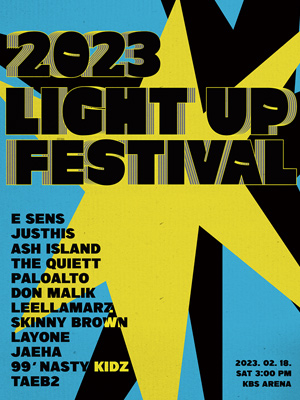 2023
LIGHT UP
FESTIVAL
E SENS
JUSTHIS
ASH ISLAND
THE QUIETT
PALOALTO
DON MALIK
LEELLAMARZ
SKINNY BROWN
LAYONE
JAEHA
99' NASTY KIDZ
TAEB2
2023. 02. 18.
SAT 3:00 PM
KBS ARENA